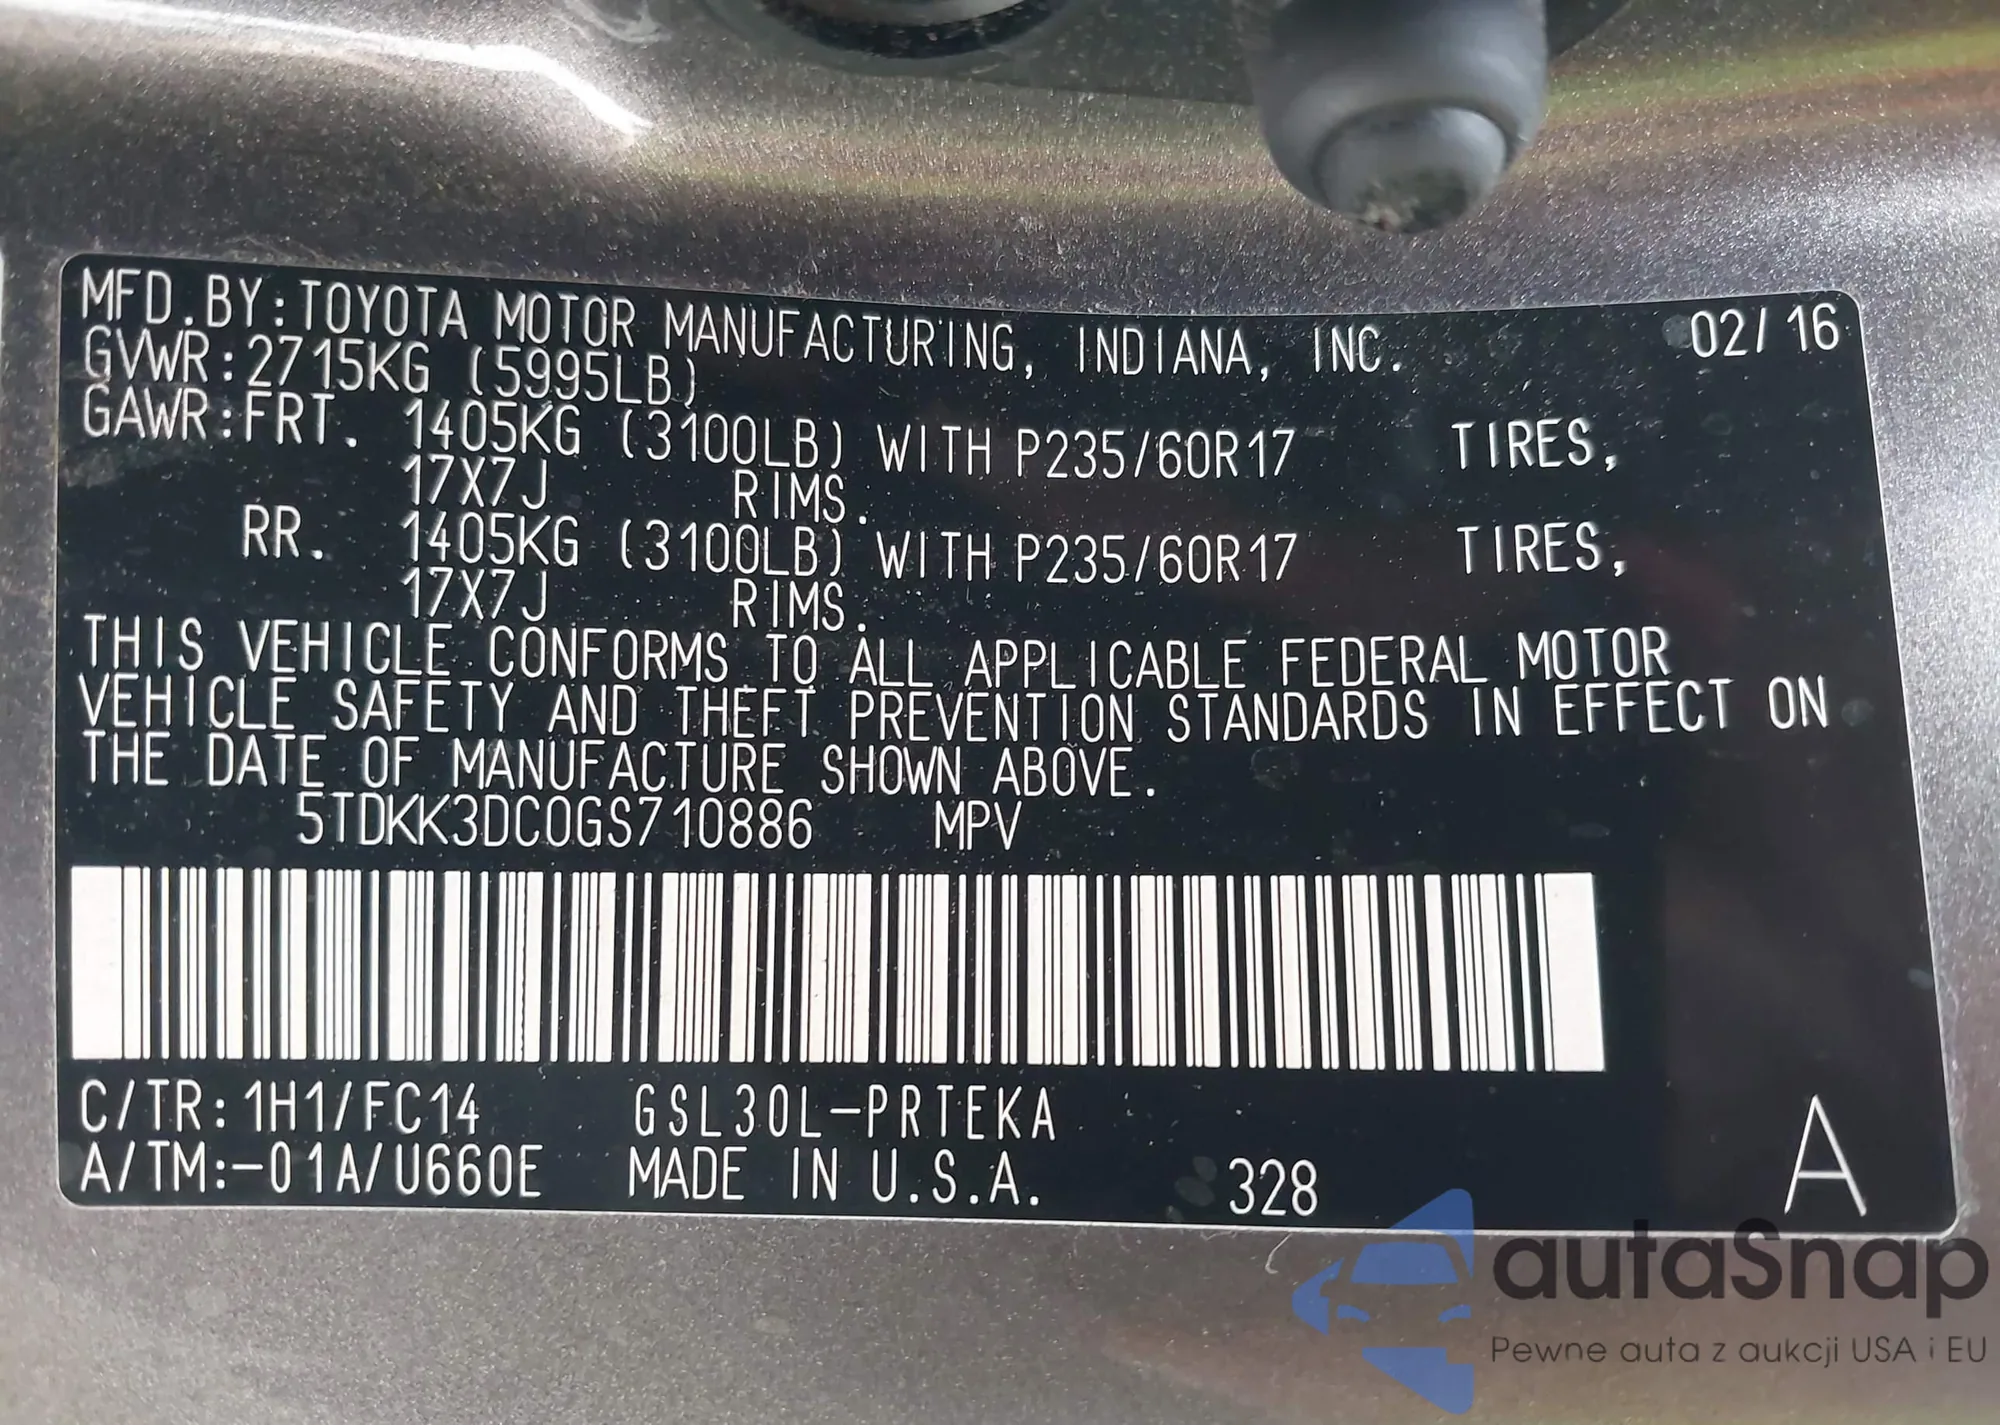 MFD. BY: TOYOTA MOTOR MANUFACTURING, INDIANA, INC. 02/16
GVWR: 2715KG (5995LB)
GAWR: FRT. 1405KG (3100LB) WITH P235/60R17 TIRES,
17X7J RIMS.
RR. 1405KG (3100LB) WITH P235/60R17 TIRES,
17X7J RIMS.
THIS VEHICLE CONFORMS TO ALL APPLICABLE FEDERAL MOTOR
VEHICLE SAFETY AND THEFT PREVENTION STANDARDS IN EFFECT ON
THE DATE OF MANUFACTURE SHOWN ABOVE.
5TDKK3DC0GS710886 MPV
C/TR: 1H1/FC14 GSL30L-PRTEKA
A/TM:-01A/U660E MADE IN U.S.A. 328 A
autaSnap
Pewne auta z aukcji USA i EU